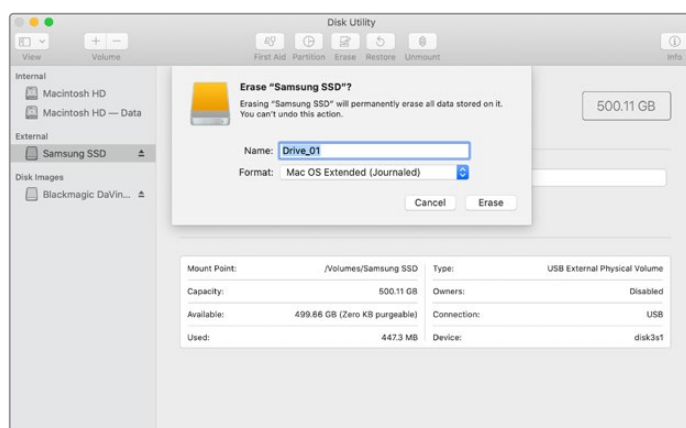 Disk Utility
View
Volume
First Aid
Partition
Erase
Restore
Unmount
Info
Internal
Macintosh HD
Macintosh HD — Data
External
Samsung SSD
Disk Images
Blackmagic DaVin...
Erase “Samsung SSD”?
Erasing “Samsung SSD” will permanently erase all data stored on it.
You can’t undo this action.
Name: Drive_01
Format: Mac OS Extended (Journaled)
Cancel
Erase
500.11 GB
Mount Point: /Volumes/Samsung SSD
Type: USB External Physical Volume
Capacity: 500.11 GB
Owners: Disabled
Available: 499.66 GB (Zero KB purgeable)
Connection: USB
Used: 447.3 MB
Device: disk3s1